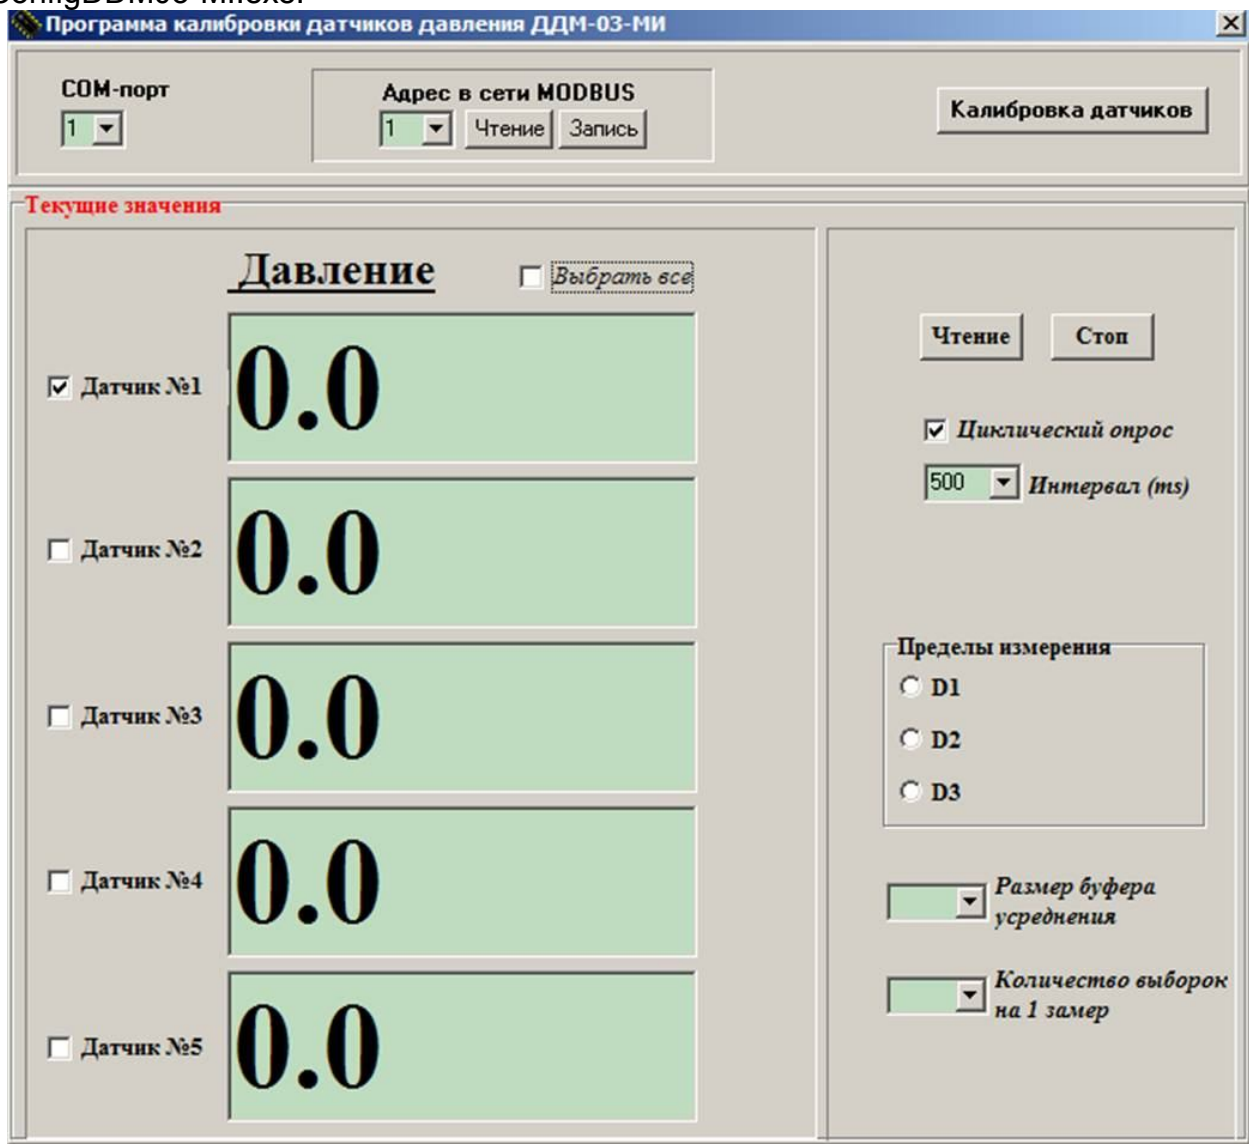 Программа калибровки датчиков давления ДДМ-03-МИ
COM-порт
1
Адрес в сети MODBUS
1 Чтение Запись
Калибровка датчиков
Текущие значения
Давление
Выбрать все
Датчик №1 0.0
Датчик №2 0.0
Датчик №3 0.0
Датчик №4 0.0
Датчик №5 0.0
Чтение Стоп
Циклический опрос
500 Интервал (ms)
Пределы измерения
D1
D2
D3
Размер буфера
усреднения
Количество выборок
на 1 замер